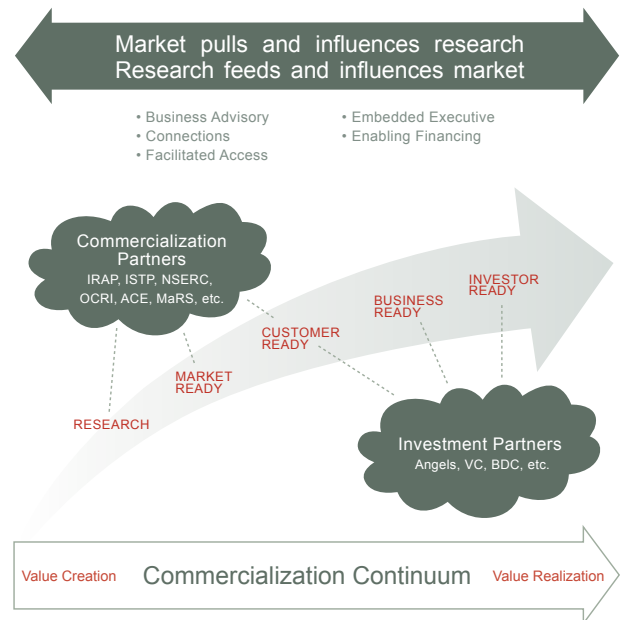 Market pulls and influences research
Research feeds and influences market
• Business Advisory
• Connections
• Facilitated Access
• Embedded Executive
• Enabling Financing
Commercialization
Partners
IRAP, ISTP, NSERC,
OCRI, ACE, MaRS, etc.
INVESTOR
READY
BUSINESS
READY
CUSTOMER
READY
MARKET
READY
RESEARCH
Investment Partners
Angels, VC, BDC, etc.
Value Creation
Commercialization Continuum
Value Realization